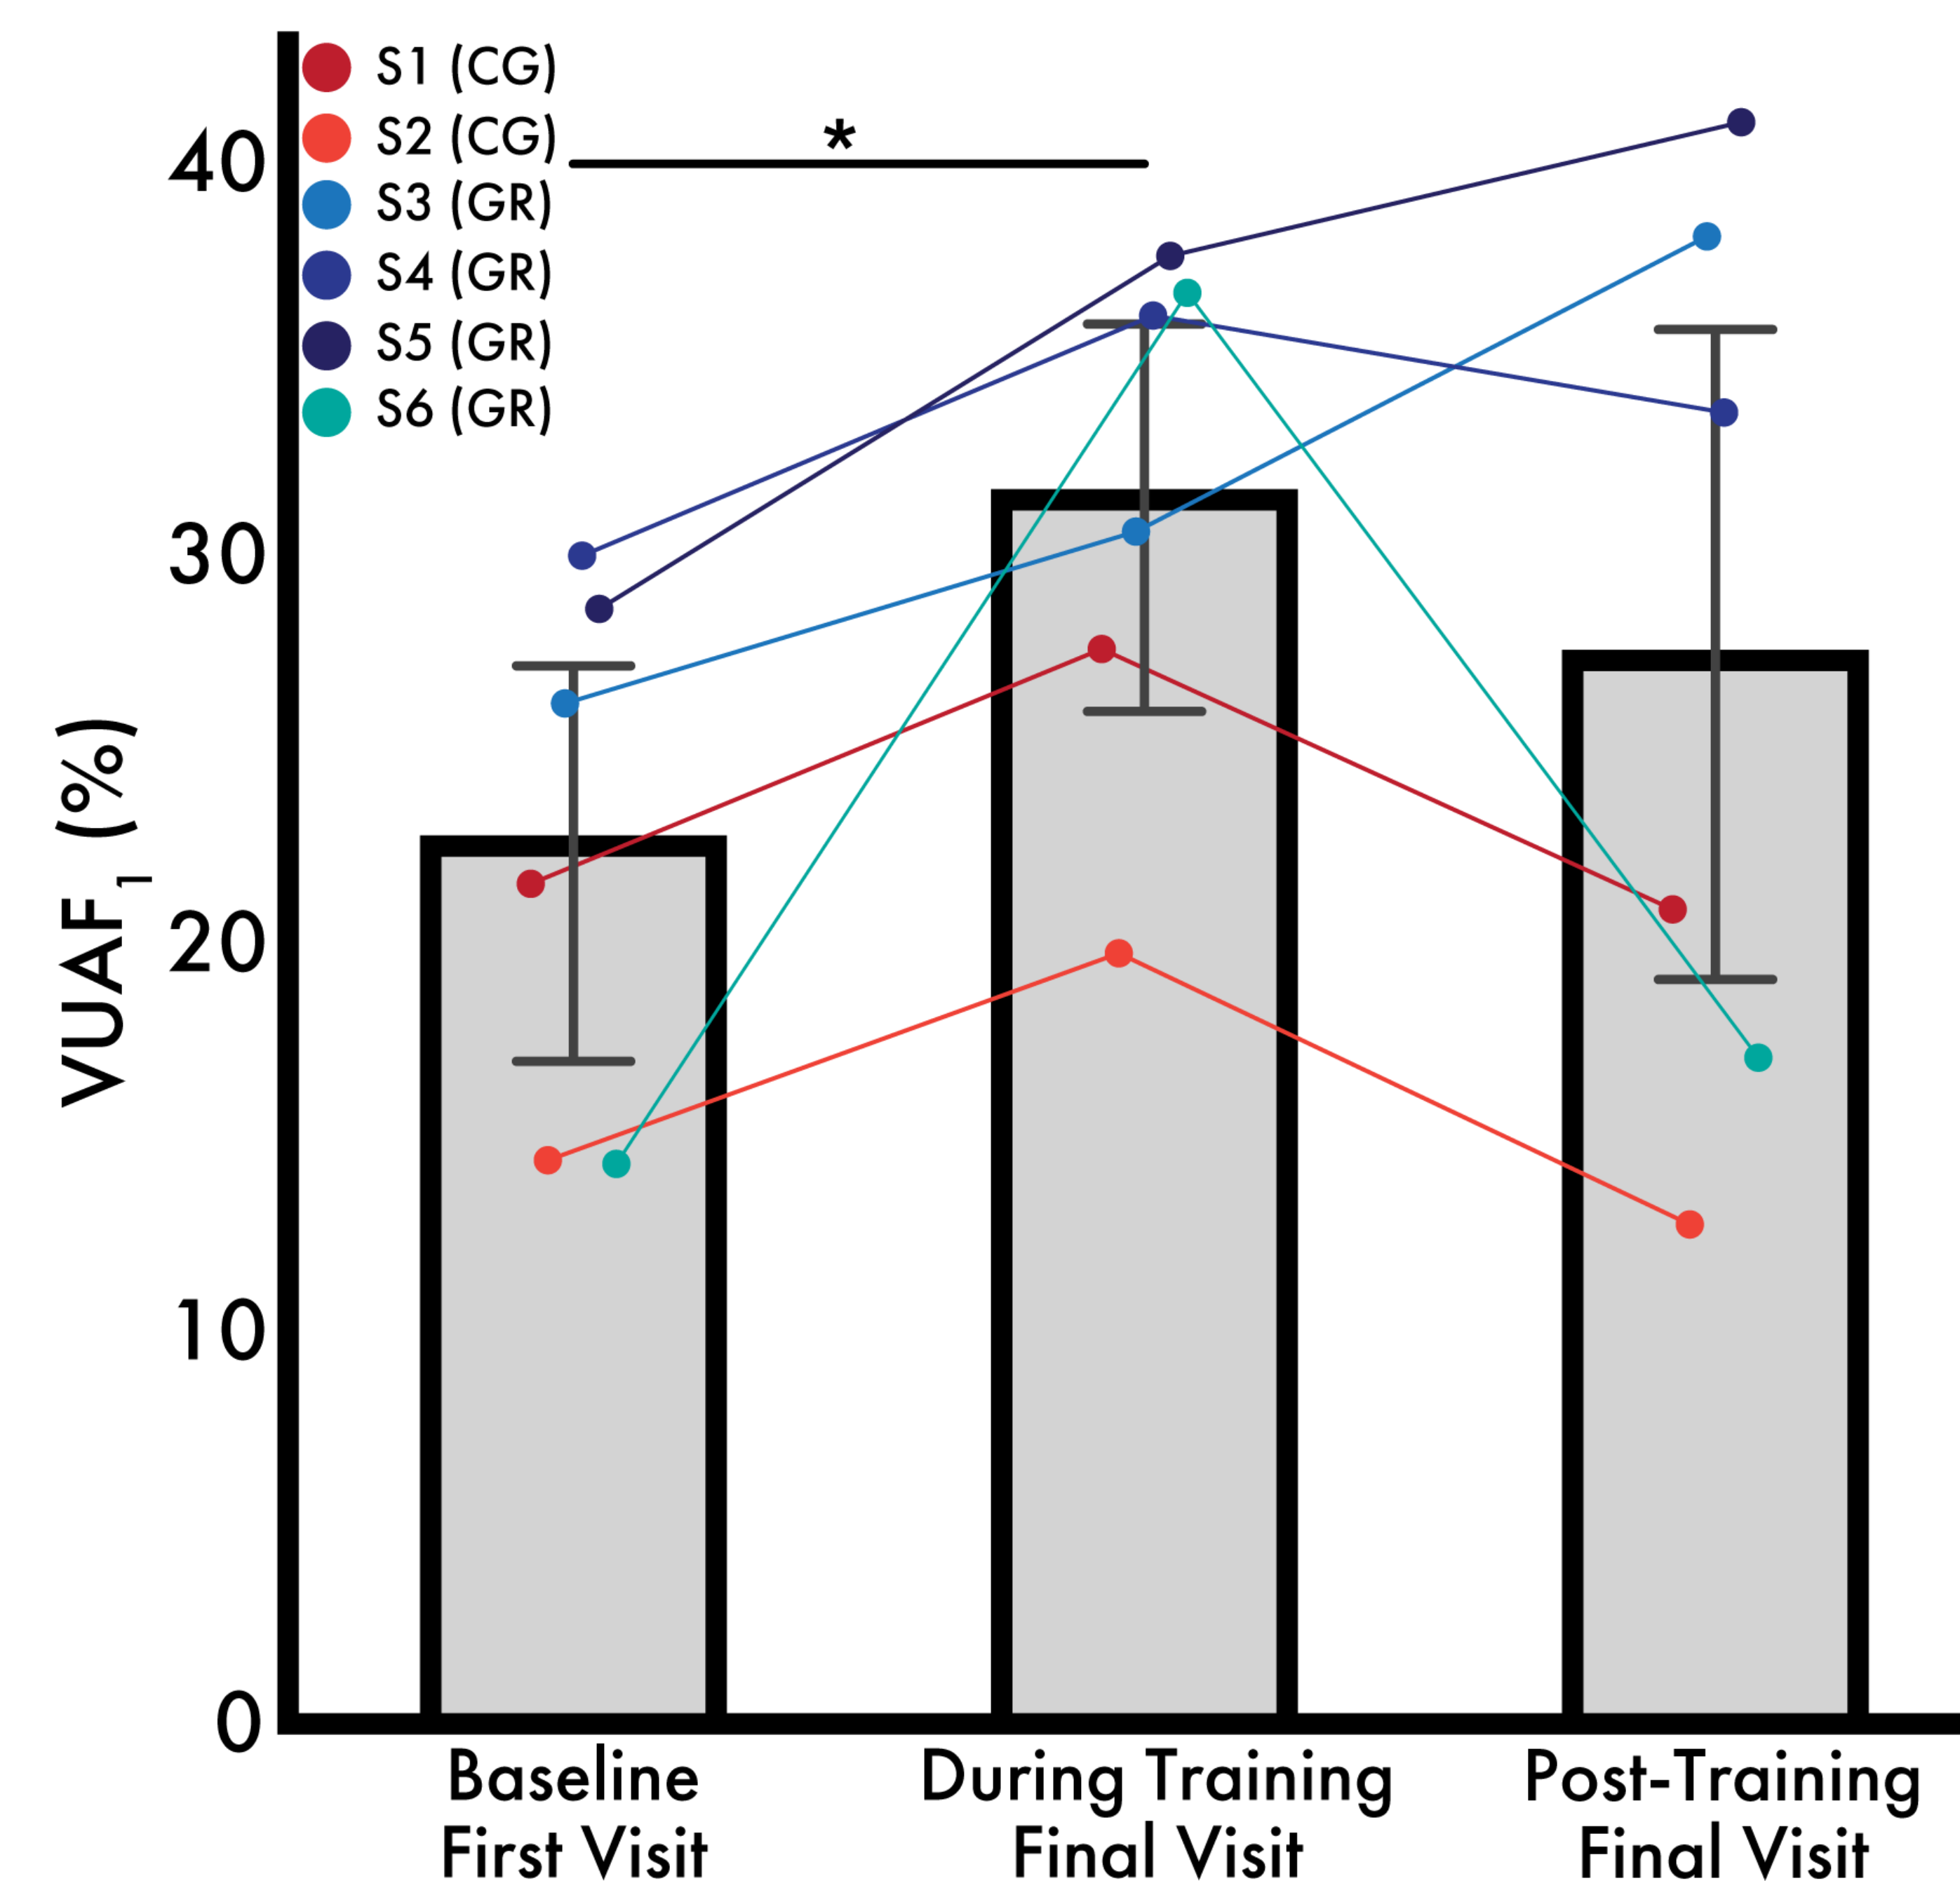 S1 (CG)
S2 (CG)
S3 (GR)
S4 (GR)
S5 (GR)
S6 (GR)
*
40
30
20
10
0
VUAF1 (%)
Baseline
First Visit
During Training
Final Visit
Post-Training
Final Visit